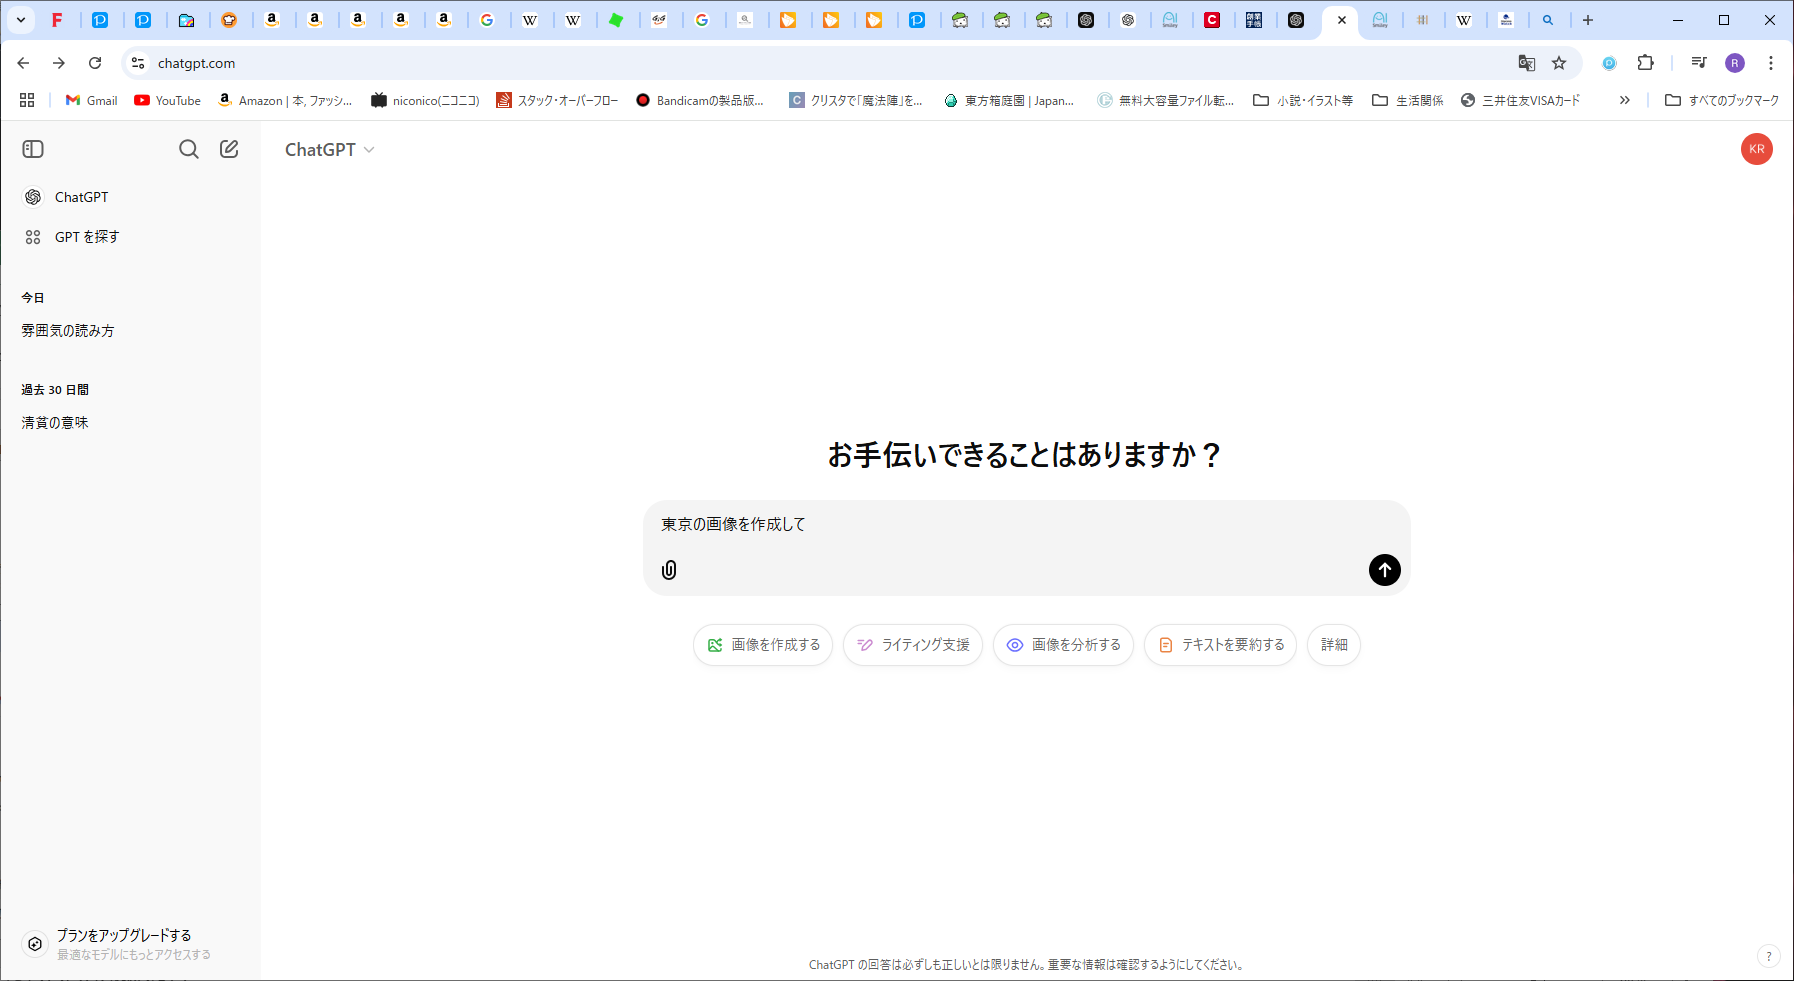 chatgpt.com
Gmail
YouTube
Amazon | 本, ファッシ...
niconico(ニコニコ)
スタック・オーバーフロー
Bandicamの製品版...
クリスタで「魔法陣」を...
東方箱庭園 | Japan...
無料大容量ファイル転...
小説・イラスト等
生活関係
三井住友VISAカード
すべてのブックマーク
ChatGPT
KR
ChatGPT
GPT を探す
今日
雰囲気の読み方
過去 30 日間
清貧の意味
お手伝いできることはありますか？
東京の画像を作成して
画像を作成する
ライティング支援
画像を分析する
テキストを要約する
詳細
プランをアップグレードする
最適なモデルにもっとアクセスする
ChatGPT の回答は必ずしも正しいとは限りません。重要な情報は確認するようにしてください。
?